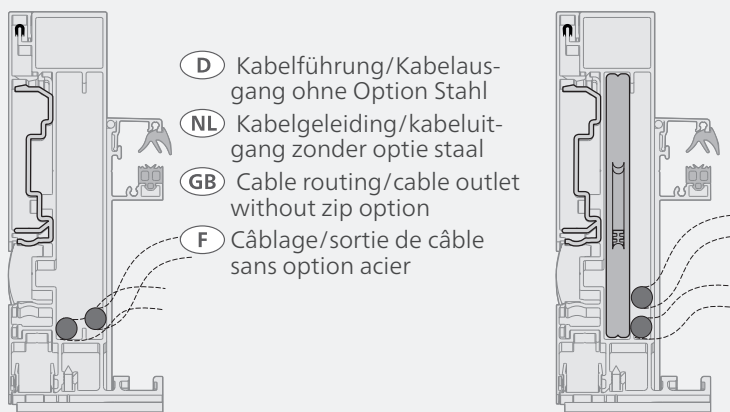 D Kabelführung/Kabelaus-
gang ohne Option Stahl
NL Kabelgeleiding/kabeluit-
gang zonder optie staal
GB Cable routing/cable outlet
without zip option
F Câblage/sortie de câble
sans option acier